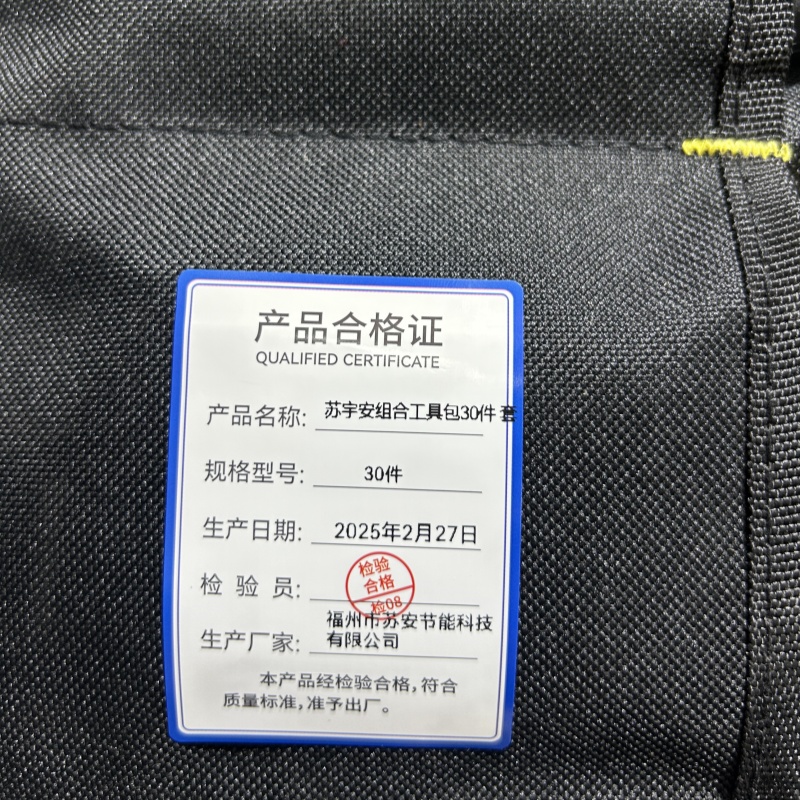 产品合格证
QUALIFIED CERTIFICATE
产品名称: 苏宇安组合工具包30件 套
规格型号: 30件
生产日期: 2025年2月27日
检验员:
检验
合格
检08
生产厂家: 福州市苏安节能科技
有限公司
本产品经检验合格,符合
质量标准,准予出厂。